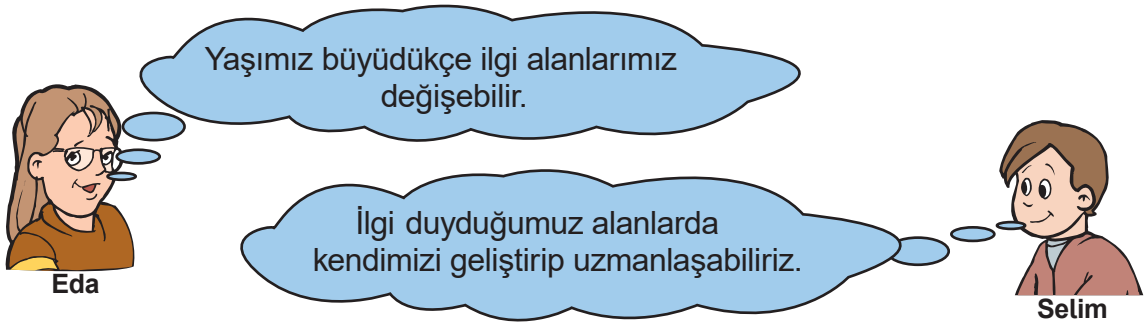 Yaşımız büyüdükçe ilgi alanlarımız
değişebilir.
Eda
İlgi duyduğumuz alanlarda
kendimizi geliştirip uzmanlaşabiliriz.
Selim